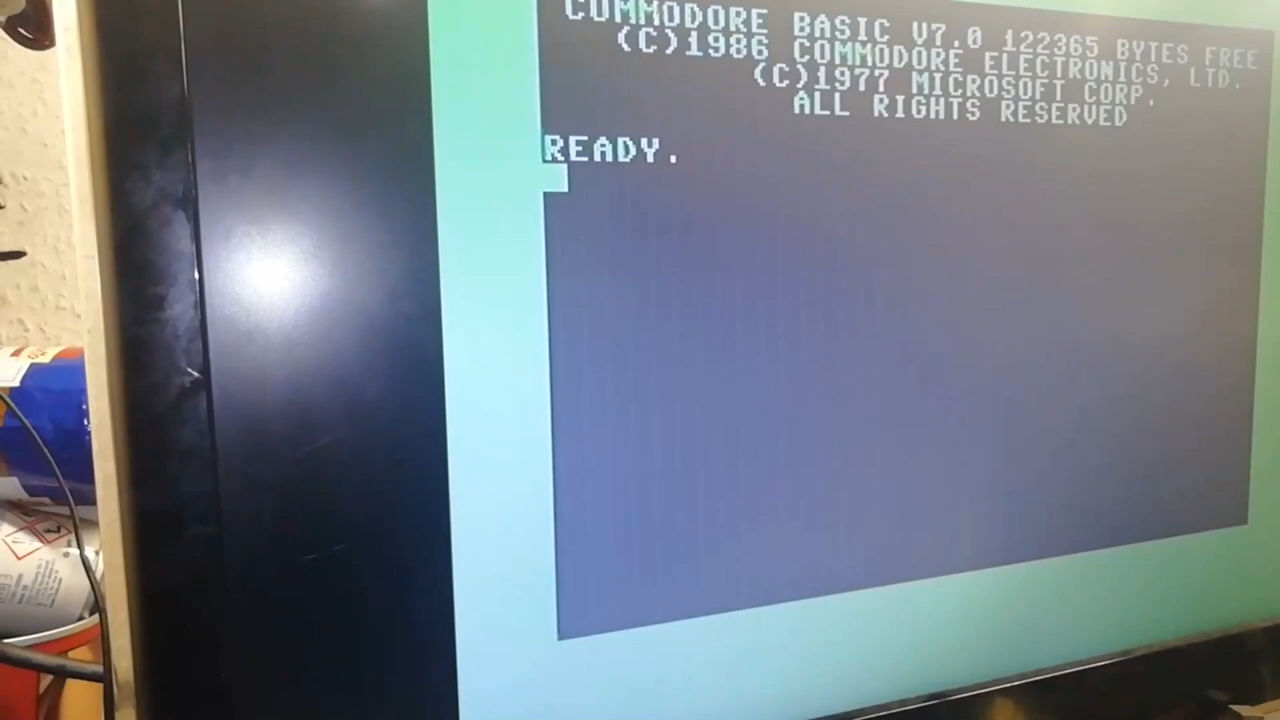 COMMODORE BASIC V7.0 122365 BYTES FREE
(C)1986 COMMODORE ELECTRONICS, LTD.
(C)1977 MICROSOFT CORP.
ALL RIGHTS RESERVED
READY.